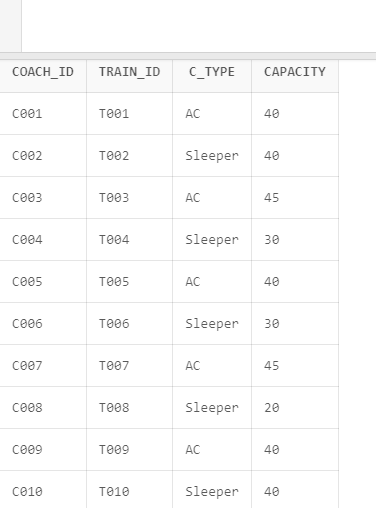 COACH_ID TRAIN_ID C_TYPE CAPACITY
C001 T001 AC 40
C002 T002 Sleeper 40
C003 T003 AC 45
C004 T004 Sleeper 30
C005 T005 AC 40
C006 T006 Sleeper 30
C007 T007 AC 45
C008 T008 Sleeper 20
C009 T009 AC 40
C010 T010 Sleeper 40